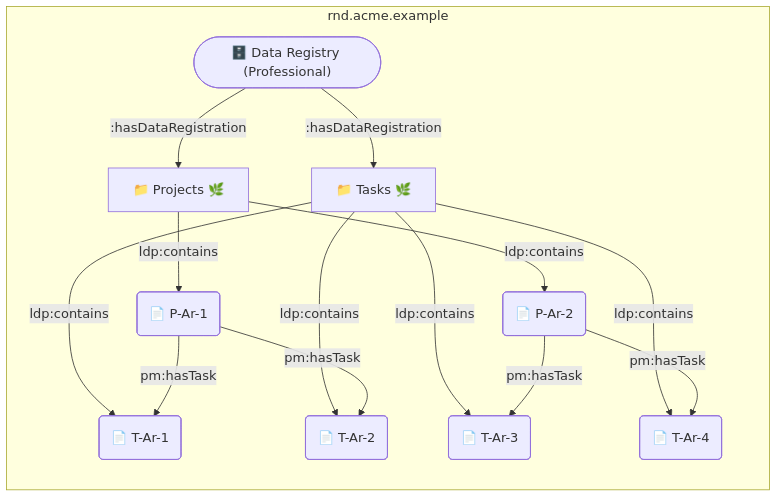 rnd.acme.example
🗄️ Data Registry
(Professional)
:hasDataRegistration
:hasDataRegistration
📁 Projects 🌿
📁 Tasks 🌿
ldp:contains
ldp:contains
ldp:contains
ldp:contains
ldp:contains
ldp:contains
📄 P-Ar-1
📄 P-Ar-2
pm:hasTask
pm:hasTask
pm:hasTask
pm:hasTask
📄 T-Ar-1
📄 T-Ar-2
📄 T-Ar-3
📄 T-Ar-4